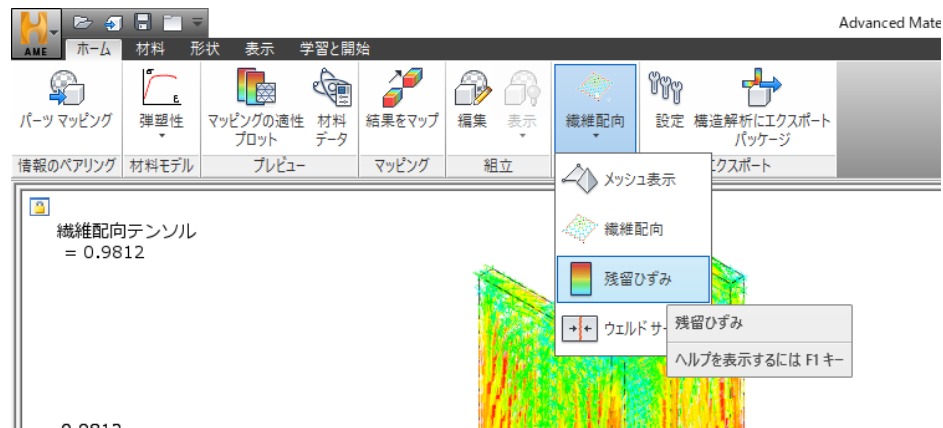 Advanced Mate
AME
ホーム 材料 形状 表示 学習と開始
パーツ マッピング
弾塑性
マッピングの適性
プロット
材料
データ
結果をマップ
編集
表示
繊維配向
設定
構造解析にエクスポート
パッケージ
情報のペアリング
材料モデル
プレビュー
マッピング
組立
エクスポート
メッシュ表示
繊維配向
残留ひずみ
ウェルド サー
残留ひずみ
ヘルプを表示するには F1 キー
繊維配向テンソル
= 0.9812
0.9812